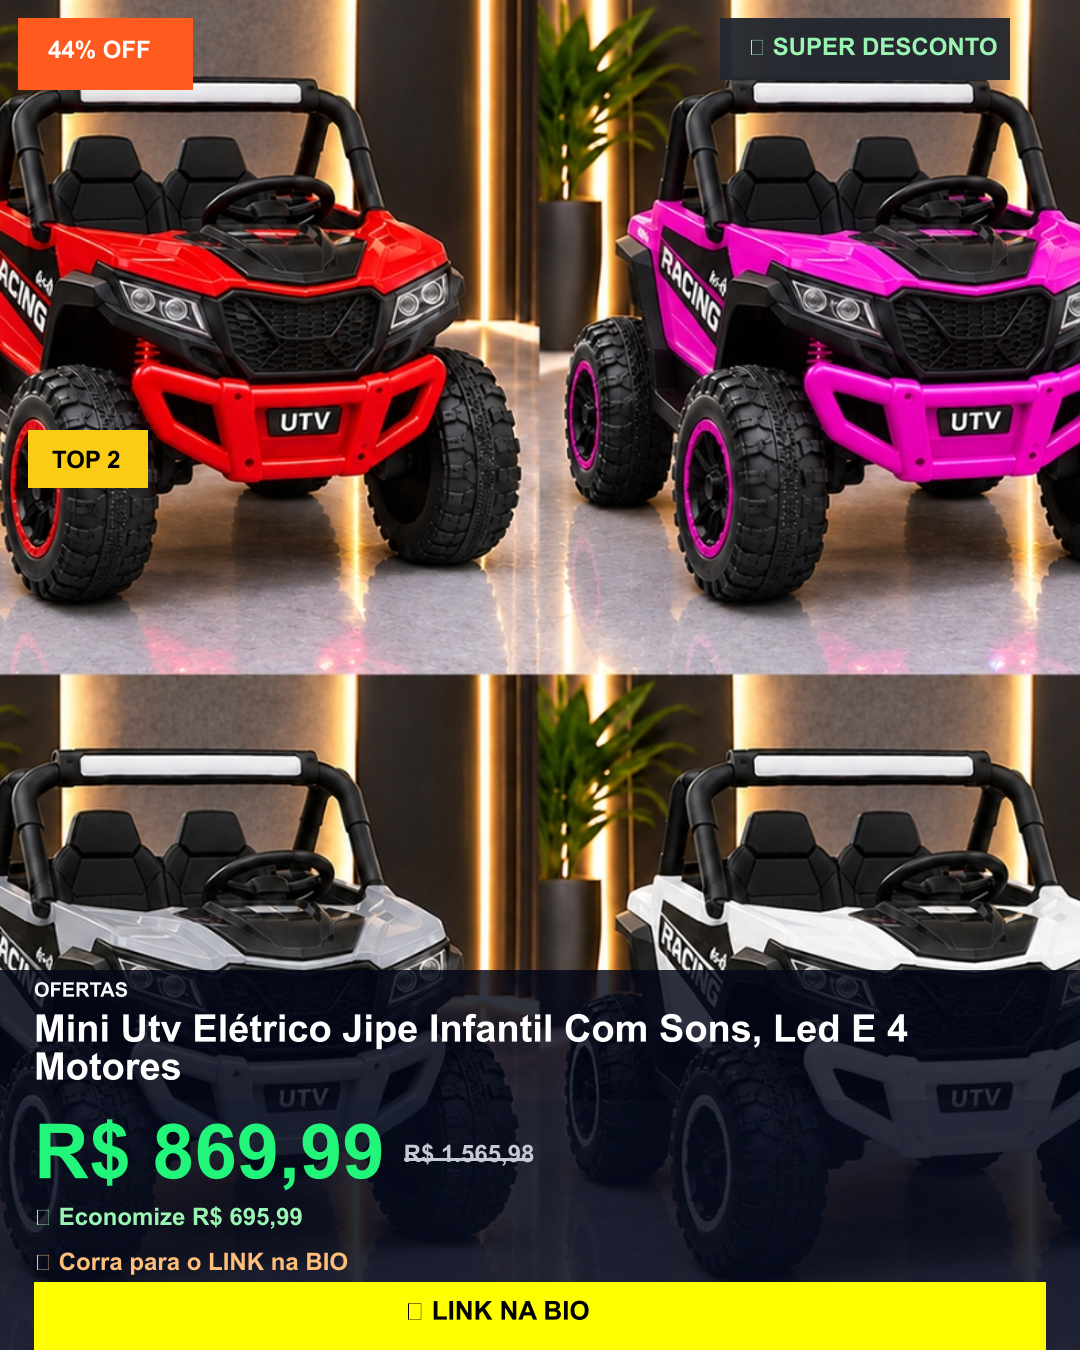 44% OFF
SUPER DESCONTO
RACING
UTV
RACING
UTV
TOP 2
RACING
RACING
OFERTAS
Mini Utv Elétrico Jipe Infantil Com Sons, Led E 4
Motores
UTV
UTV
R$ 869,99 R$ 1.565,98
Economize R$ 695,99
Corra para o LINK na BIO
LINK NA BIO